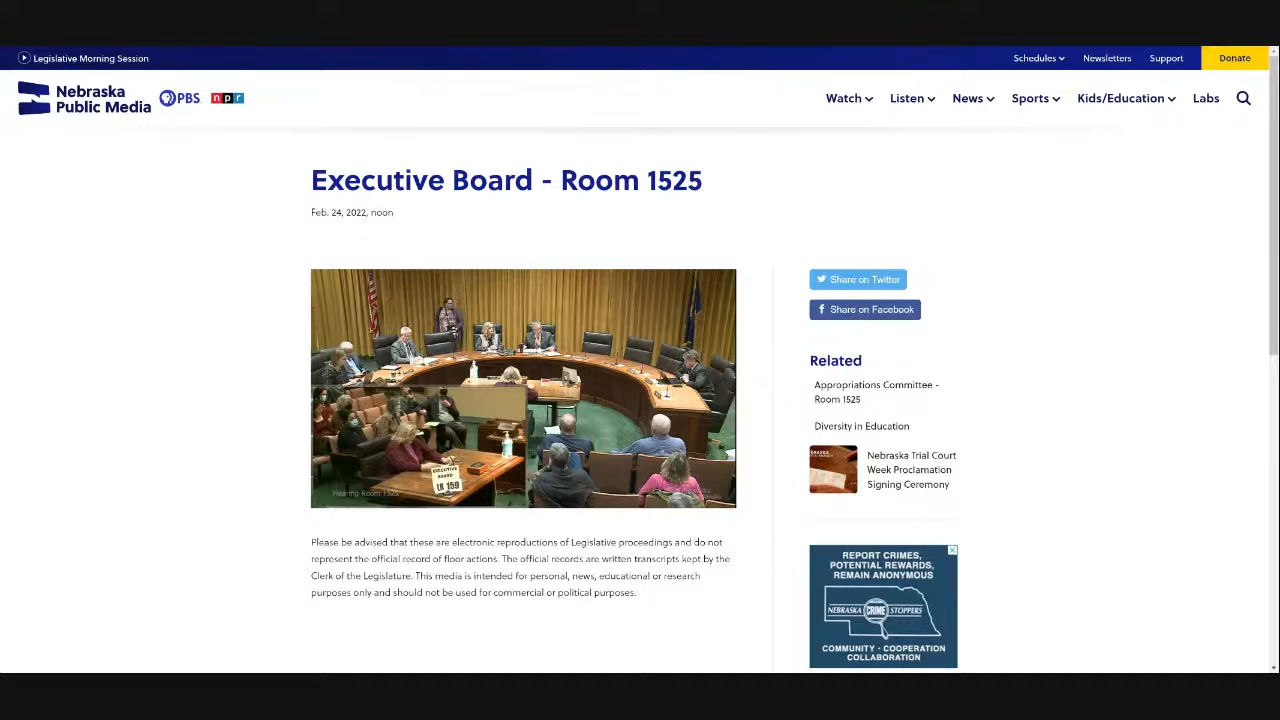 Legislative Morning Session
Schedules
Newsletters
Support
Donate
Nebraska
Public Media
PBS
npr
Watch
Listen
News
Sports
Kids/Education
Labs
Executive Board - Room 1525
Feb. 24, 2022, noon
EXECUTIVE
BOARD
LR 159
Hearing Room 1525
Please be advised that these are electronic reproductions of Legislative proceedings and do not
represent the official record of floor actions. The official records are written transcripts kept by the
Clerk of the Legislature. This media is intended for personal, news, educational or research
purposes only and should not be used for commercial or political purposes.
Share on Twitter
Share on Facebook
Related
Appropriations Committee -
Room 1525
Diversity in Education
Nebraska Trial Court
Week Proclamation
Signing Ceremony
REPORT CRIMES,
POTENTIAL REWARDS,
REMAIN ANONYMOUS
NEBRASKA CRIME STOPPERS
COMMUNITY · COOPERATION
COLLABORATION